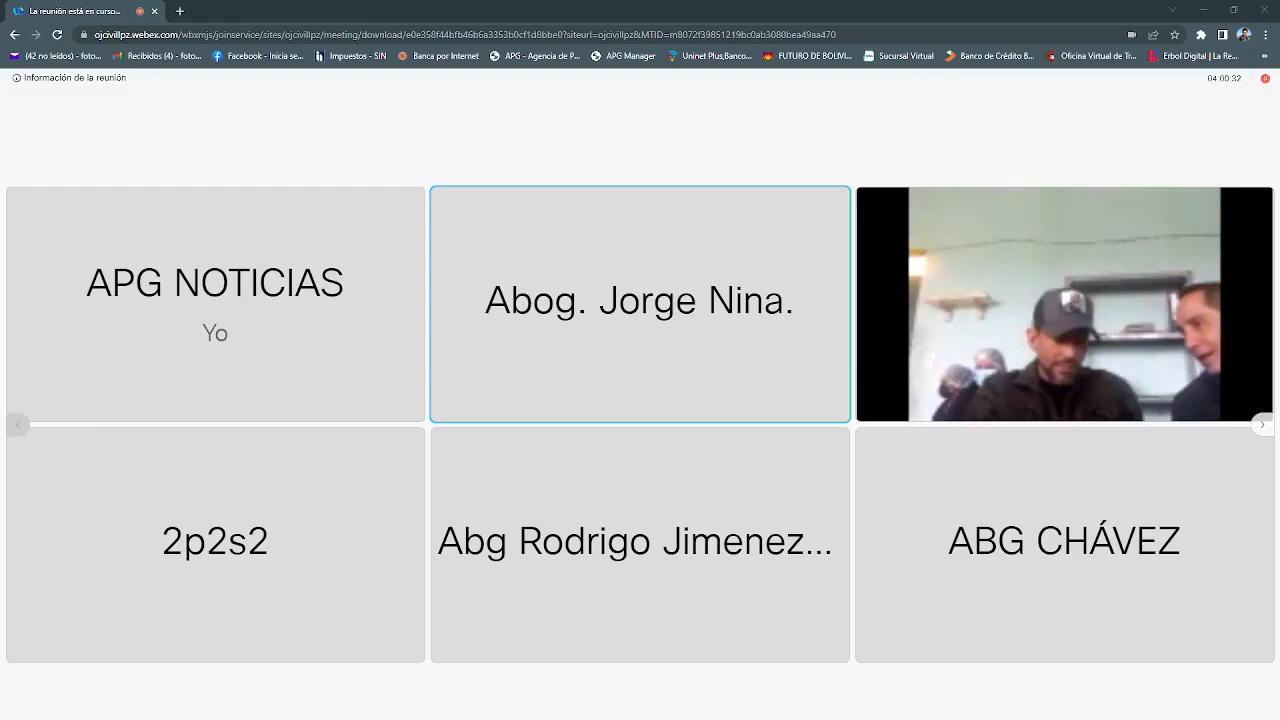 La reunión está en curso...
ojcivillpz.webex.com/wbxmjs/joinservice/sites/ojcivillpz/meeting/download/e0e358f44bfb46b6a3353b0cf1d8bbe0?siteurl=ojcivillpz&MTID=m8072f39851219bc0ab3080bea49aa470
(42 no leídos) - foto... Recibidos (4) - foto... Facebook - Inicia se... Impuestos - SIN Banca por Internet APG - Agencia de P... APG Manager Uninet Plus,Banco... FUTURO DE BOLIVI... Sucursal Virtual Banco de Crédito B... Oficina Virtual de Tr... Erbol Digital | La Re... »
Información de la reunión 04:00:32
APG NOTICIAS
Yo
Abog. Jorge Nina.
2p2s2
Abg Rodrigo Jimenez...
ABG CHÁVEZ